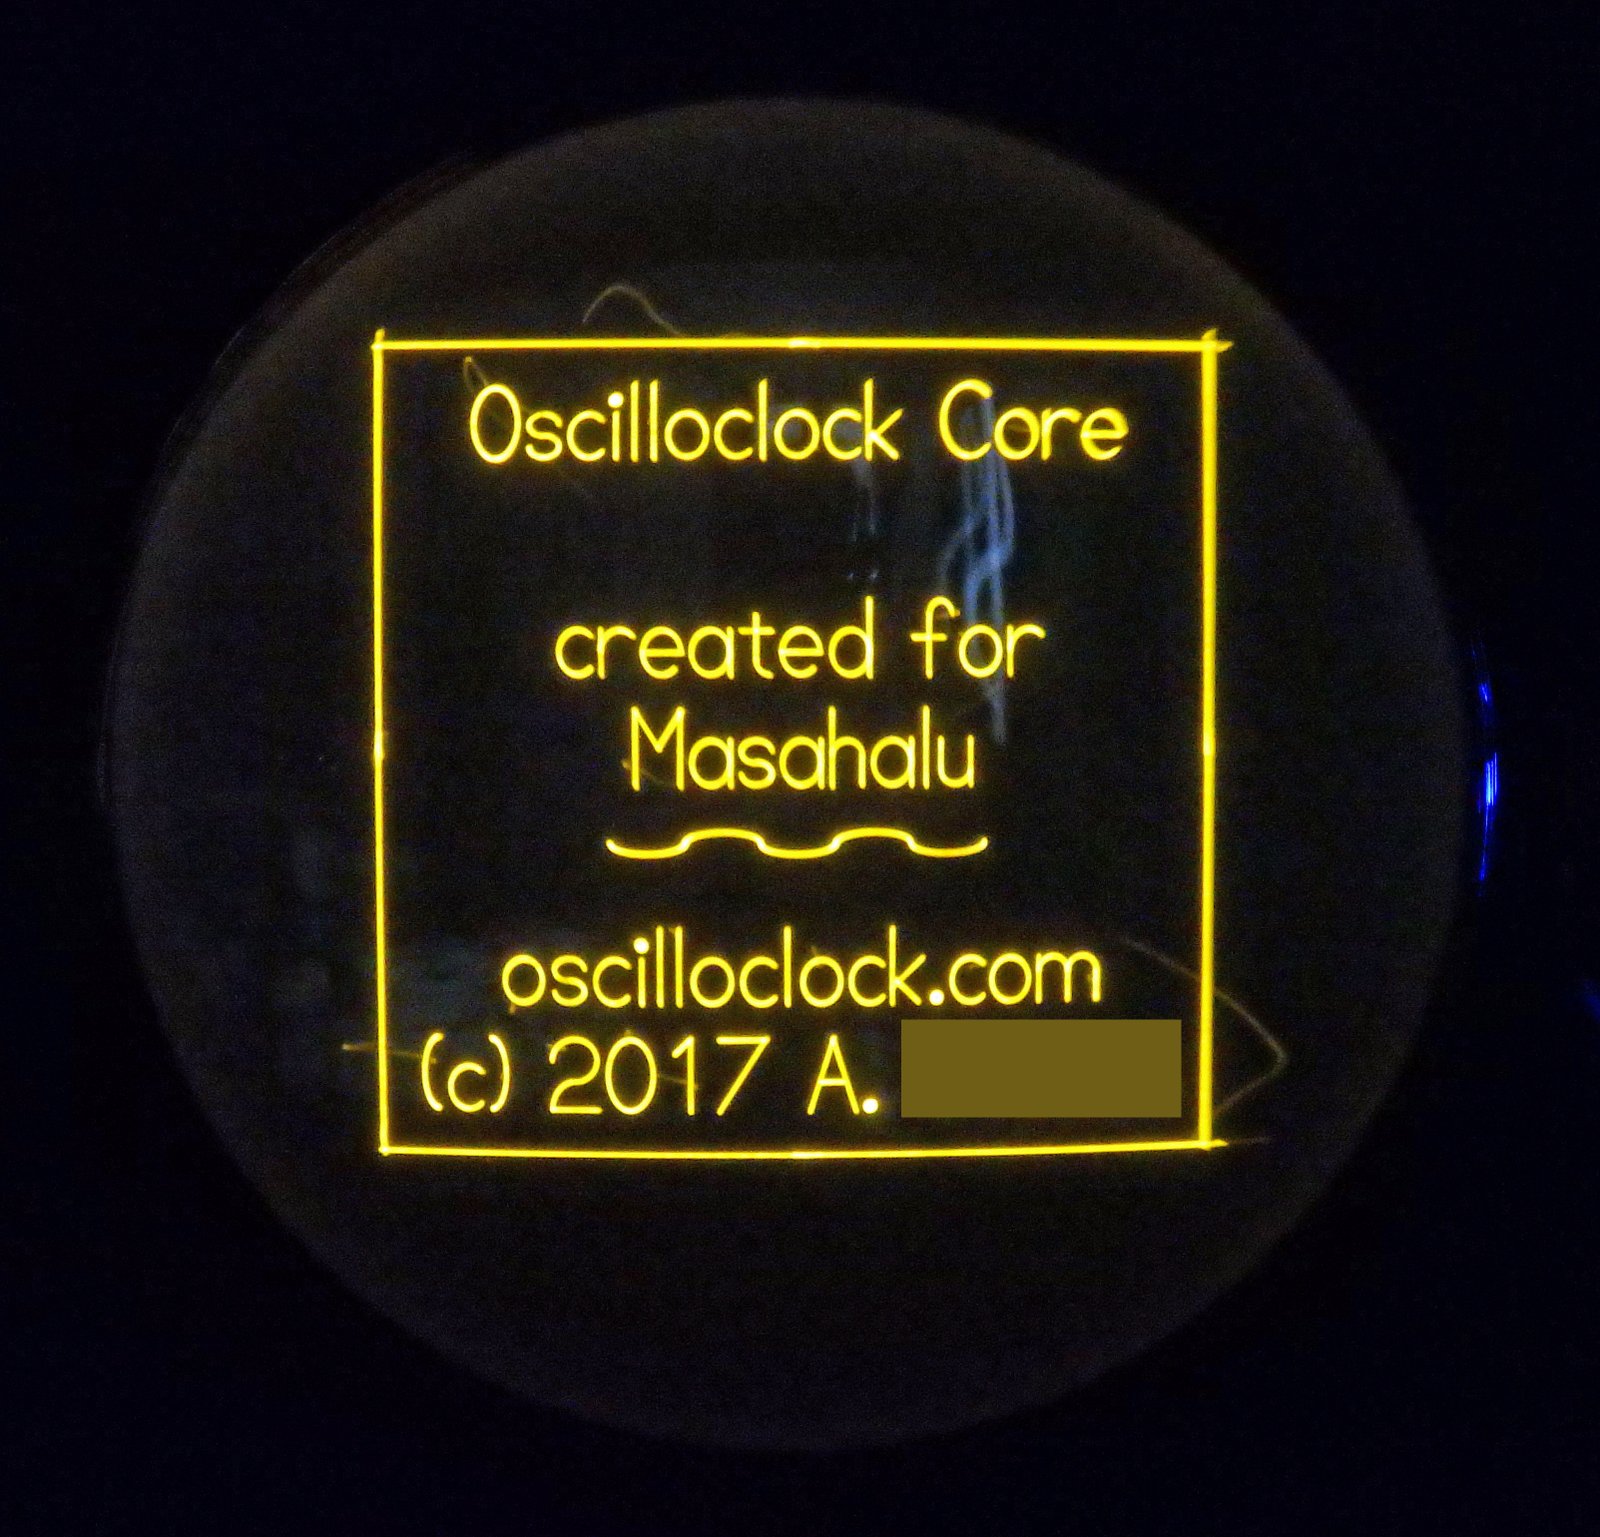 Oscilloclock Core
created for
Masahalu
oscilloclock.com
(c) 2017 A.